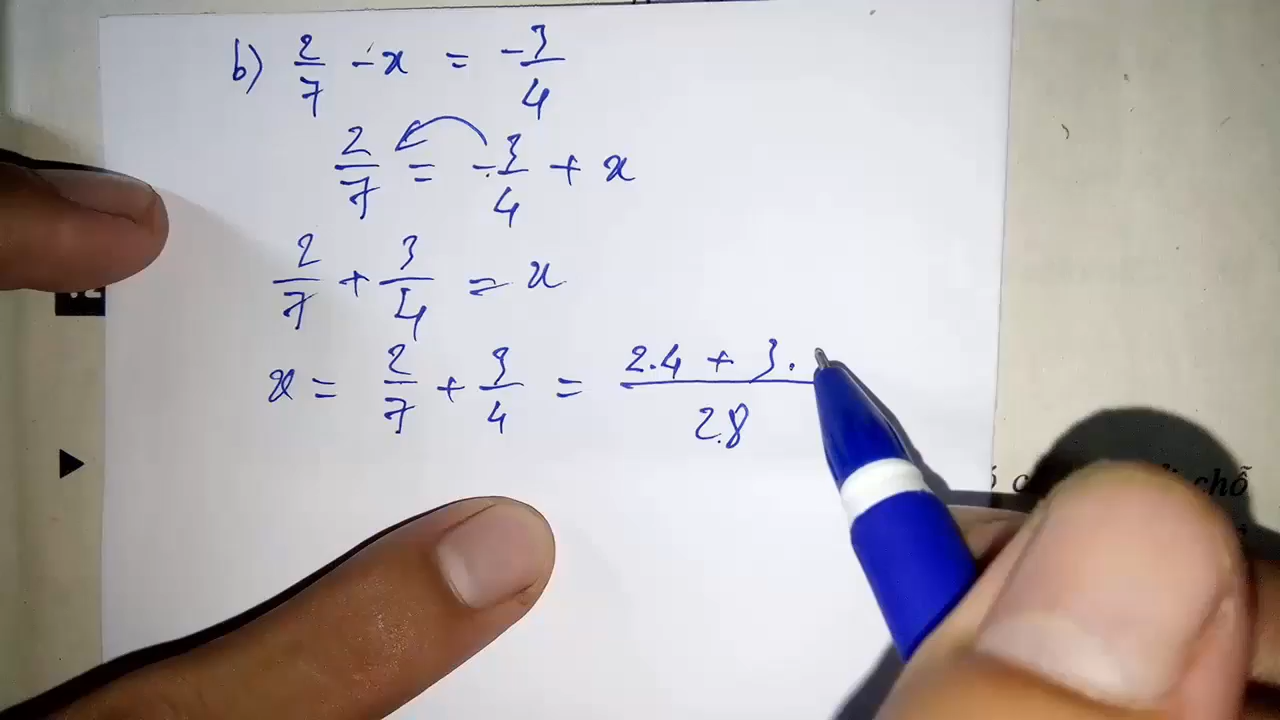 b) 2/7 - x = -3/4
2/7 = -3/4 + x
2/7 + 3/4 = x
x = 2/7 + 3/4 = (2.4 + 3.)/28
chỗ